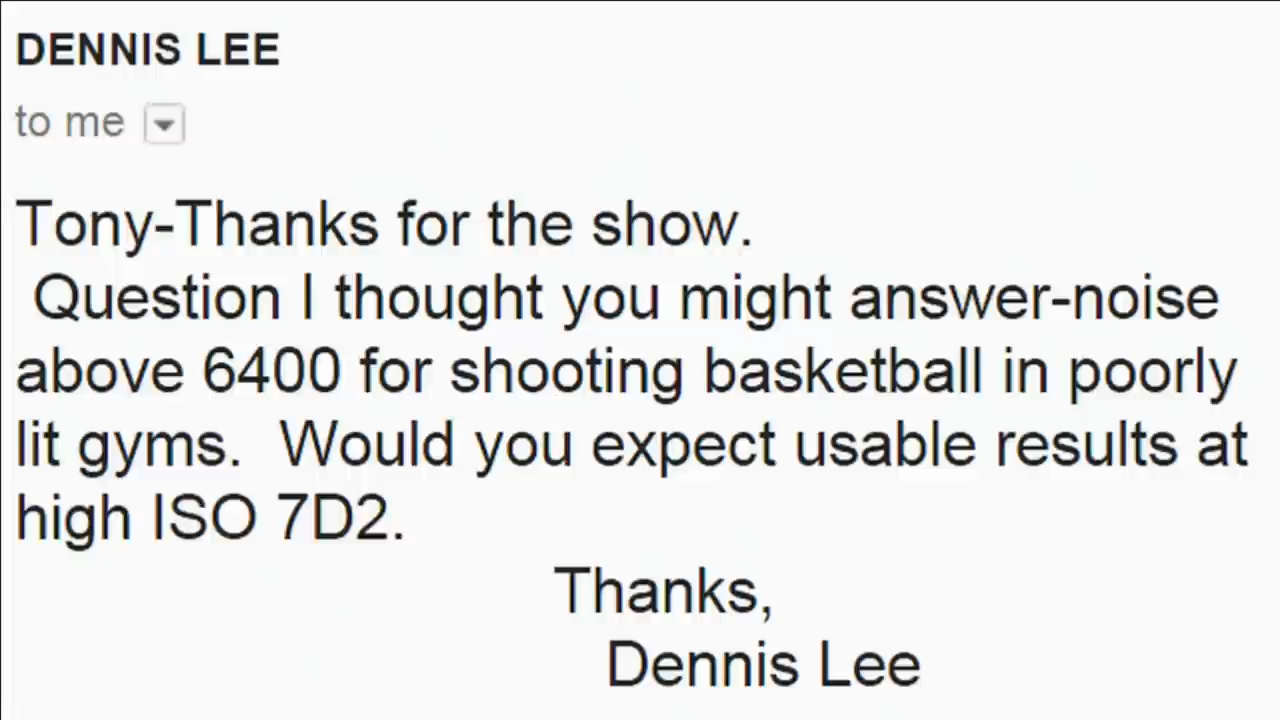 DENNIS LEE
to me
Tony-Thanks for the show.
Question I thought you might answer-noise
above 6400 for shooting basketball in poorly
lit gyms.  Would you expect usable results at
high ISO 7D2.
Thanks,
Dennis Lee